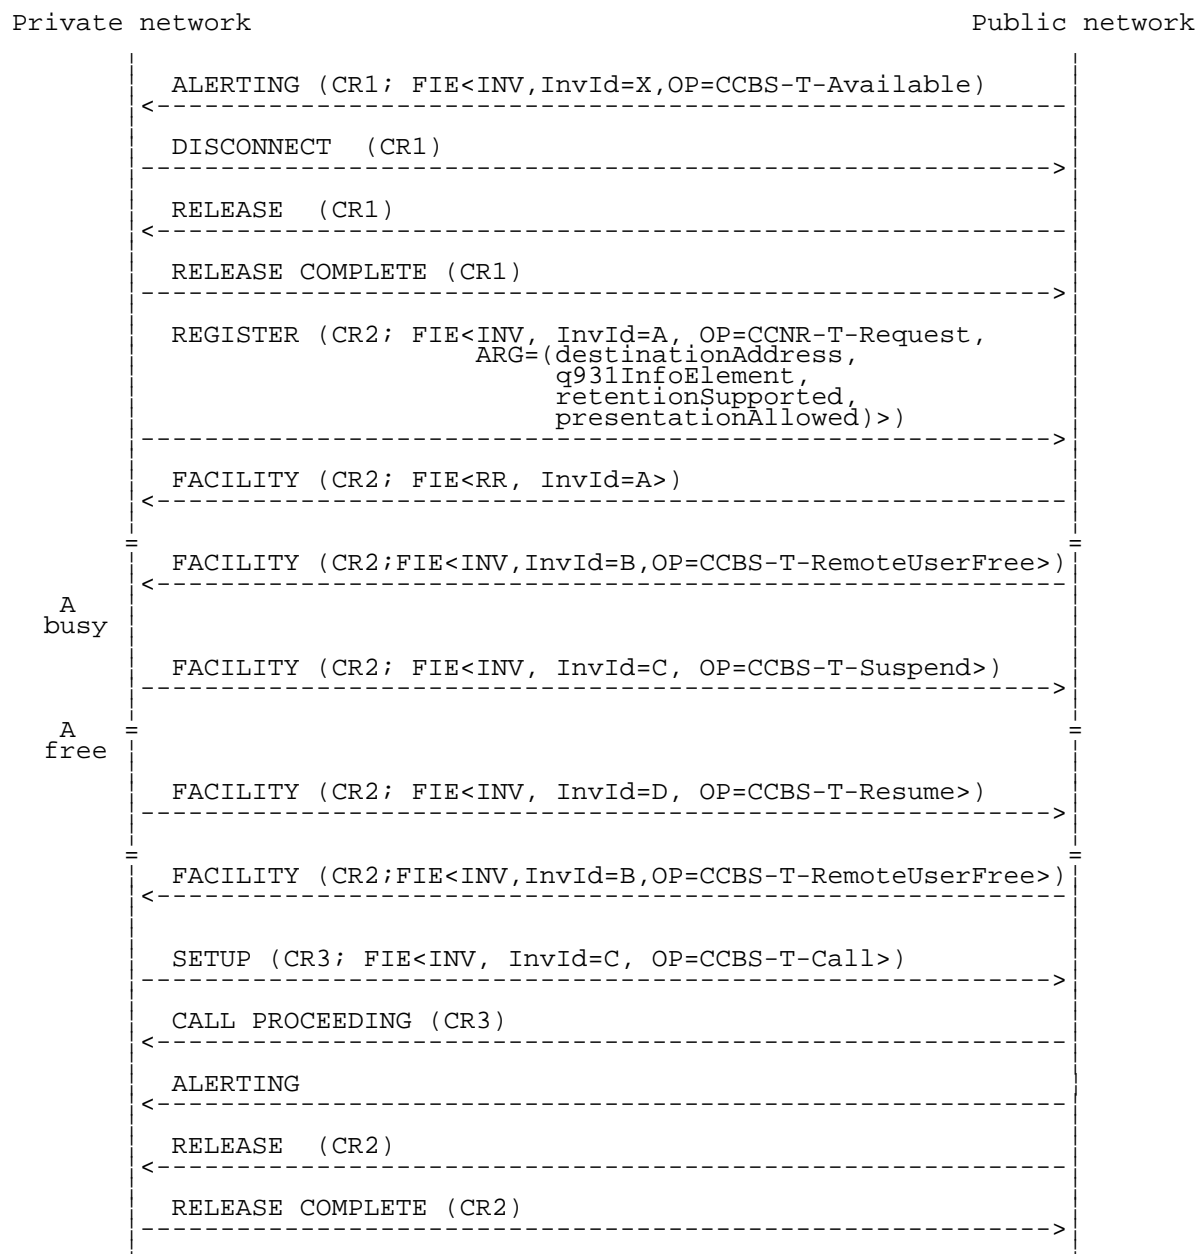 Private network Public network
ALERTING (CR1; FIE<INV,InvId=X,OP=CCBS-T-Available)
DISCONNECT (CR1)
RELEASE (CR1)
RELEASE COMPLETE (CR1)
REGISTER (CR2; FIE<INV, InvId=A, OP=CCNR-T-Request,
ARG=(destinationAddress,
q931InfoElement,
retentionSupported,
presentationAllowed)>)
FACILITY (CR2; FIE<RR, InvId=A>)
FACILITY (CR2;FIE<INV,InvId=B,OP=CCBS-T-RemoteUserFree>)
A
busy
FACILITY (CR2; FIE<INV, InvId=C, OP=CCBS-T-Suspend>)
A
free
FACILITY (CR2; FIE<INV, InvId=D, OP=CCBS-T-Resume>)
FACILITY (CR2;FIE<INV,InvId=B,OP=CCBS-T-RemoteUserFree>)
SETUP (CR3; FIE<INV, InvId=C, OP=CCBS-T-Call>)
CALL PROCEEDING (CR3)
ALERTING
RELEASE (CR2)
RELEASE COMPLETE (CR2)